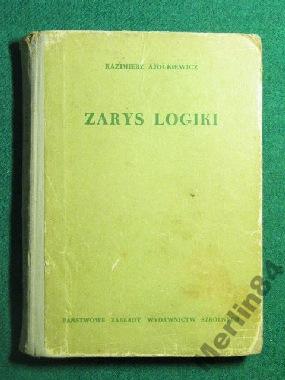 KAZIMIERZ AJDUKIEWICZ
ZARYS LOGIKI
PAŃSTWOWE ZAKŁADY WYDAWNICTW SZKOLNYCH
Merlin84